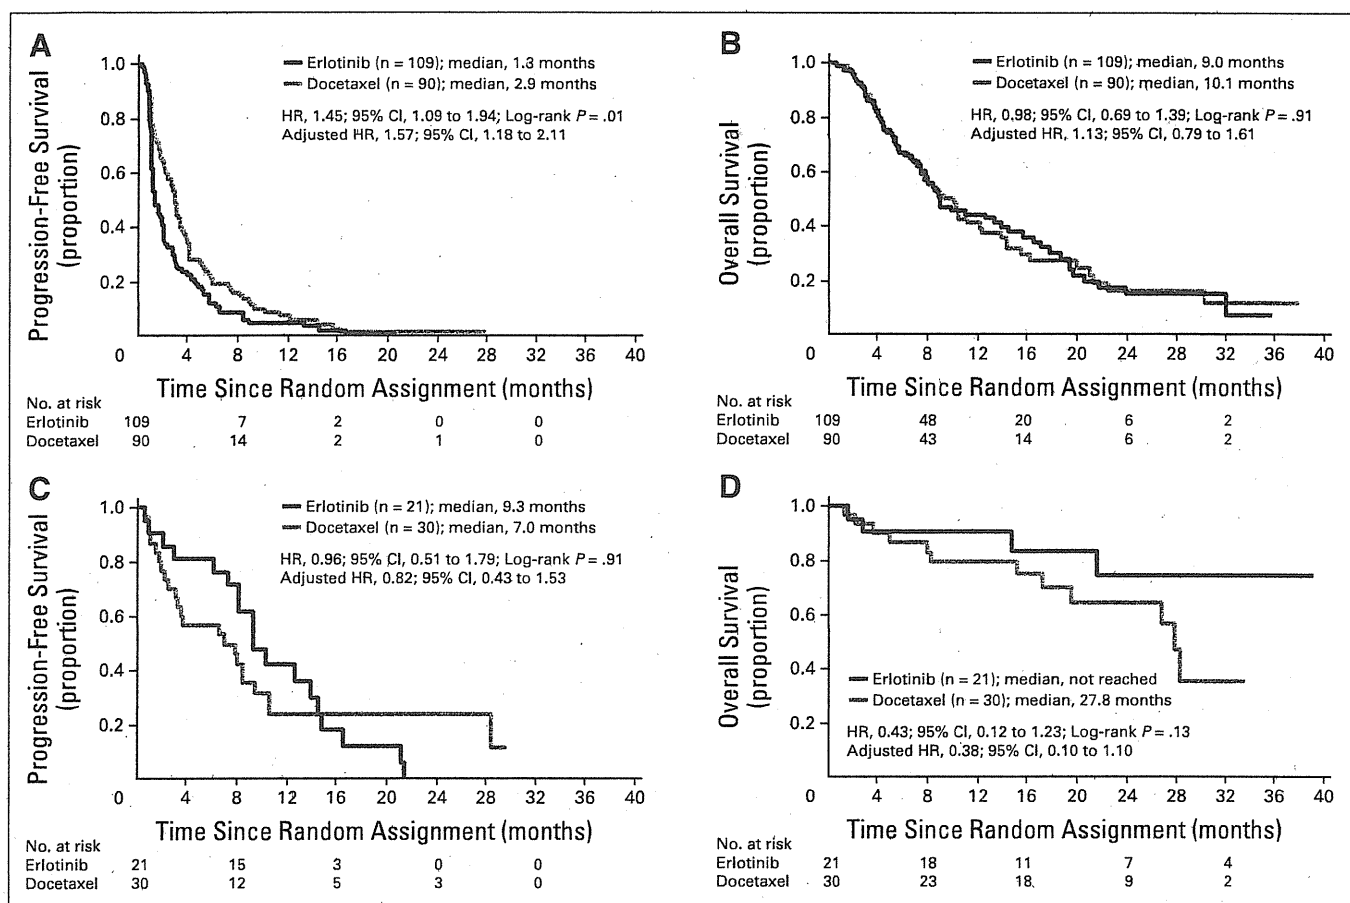 A
Erlotinib (n = 109); median, 1.3 months
Docetaxel (n = 90); median, 2.9 months
HR, 1.45; 95% CI, 1.09 to 1.94; Log-rank P = .01
Adjusted HR, 1.57; 95% CI, 1.18 to 2.11
Progression-Free Survival
(proportion)
1.0
0.8
0.6
0.4
0.2
0 4 8 12 16 20 24 28 32 36 40
Time Since Random Assignment (months)
No. at risk
Erlotinib 109 7 2 0 0
Docetaxel 90 14 2 1 0
B
Erlotinib (n = 109); median, 9.0 months
Docetaxel (n = 90); median, 10.1 months
HR, 0.98; 95% CI, 0.69 to 1.39; Log-rank P = .91
Adjusted HR, 1.13; 95% CI, 0.79 to 1.61
Overall Survival
(proportion)
1.0
0.8
0.6
0.4
0.2
0 4 8 12 16 20 24 28 32 36 40
Time Since Random Assignment (months)
No. at risk
Erlotinib 109 48 20 6 2
Docetaxel 90 43 14 6 2
C
Erlotinib (n = 21); median, 9.3 months
Docetaxel (n = 30); median, 7.0 months
HR, 0.96; 95% CI, 0.51 to 1.79; Log-rank P = .91
Adjusted HR, 0.82; 95% CI, 0.43 to 1.53
Progression-Free Survival
(proportion)
1.0
0.8
0.6
0.4
0.2
0 4 8 12 16 20 24 28 32 36 40
Time Since Random Assignment (months)
No. at risk
Erlotinib 21 15 3 0 0
Docetaxel 30 12 5 3 0
D
Overall Survival
(proportion)
1.0
0.8
0.6
0.4
0.2
Erlotinib (n = 21); median, not reached
Docetaxel (n = 30); median, 27.8 months
HR, 0.43; 95% CI, 0.12 to 1.23; Log-rank P = .13
Adjusted HR, 0.38; 95% CI, 0.10 to 1.10
0 4 8 12 16 20 24 28 32 36 40
Time Since Random Assignment (months)
No. at risk
Erlotinib 21 18 11 7 4
Docetaxel 30 23 18 9 2